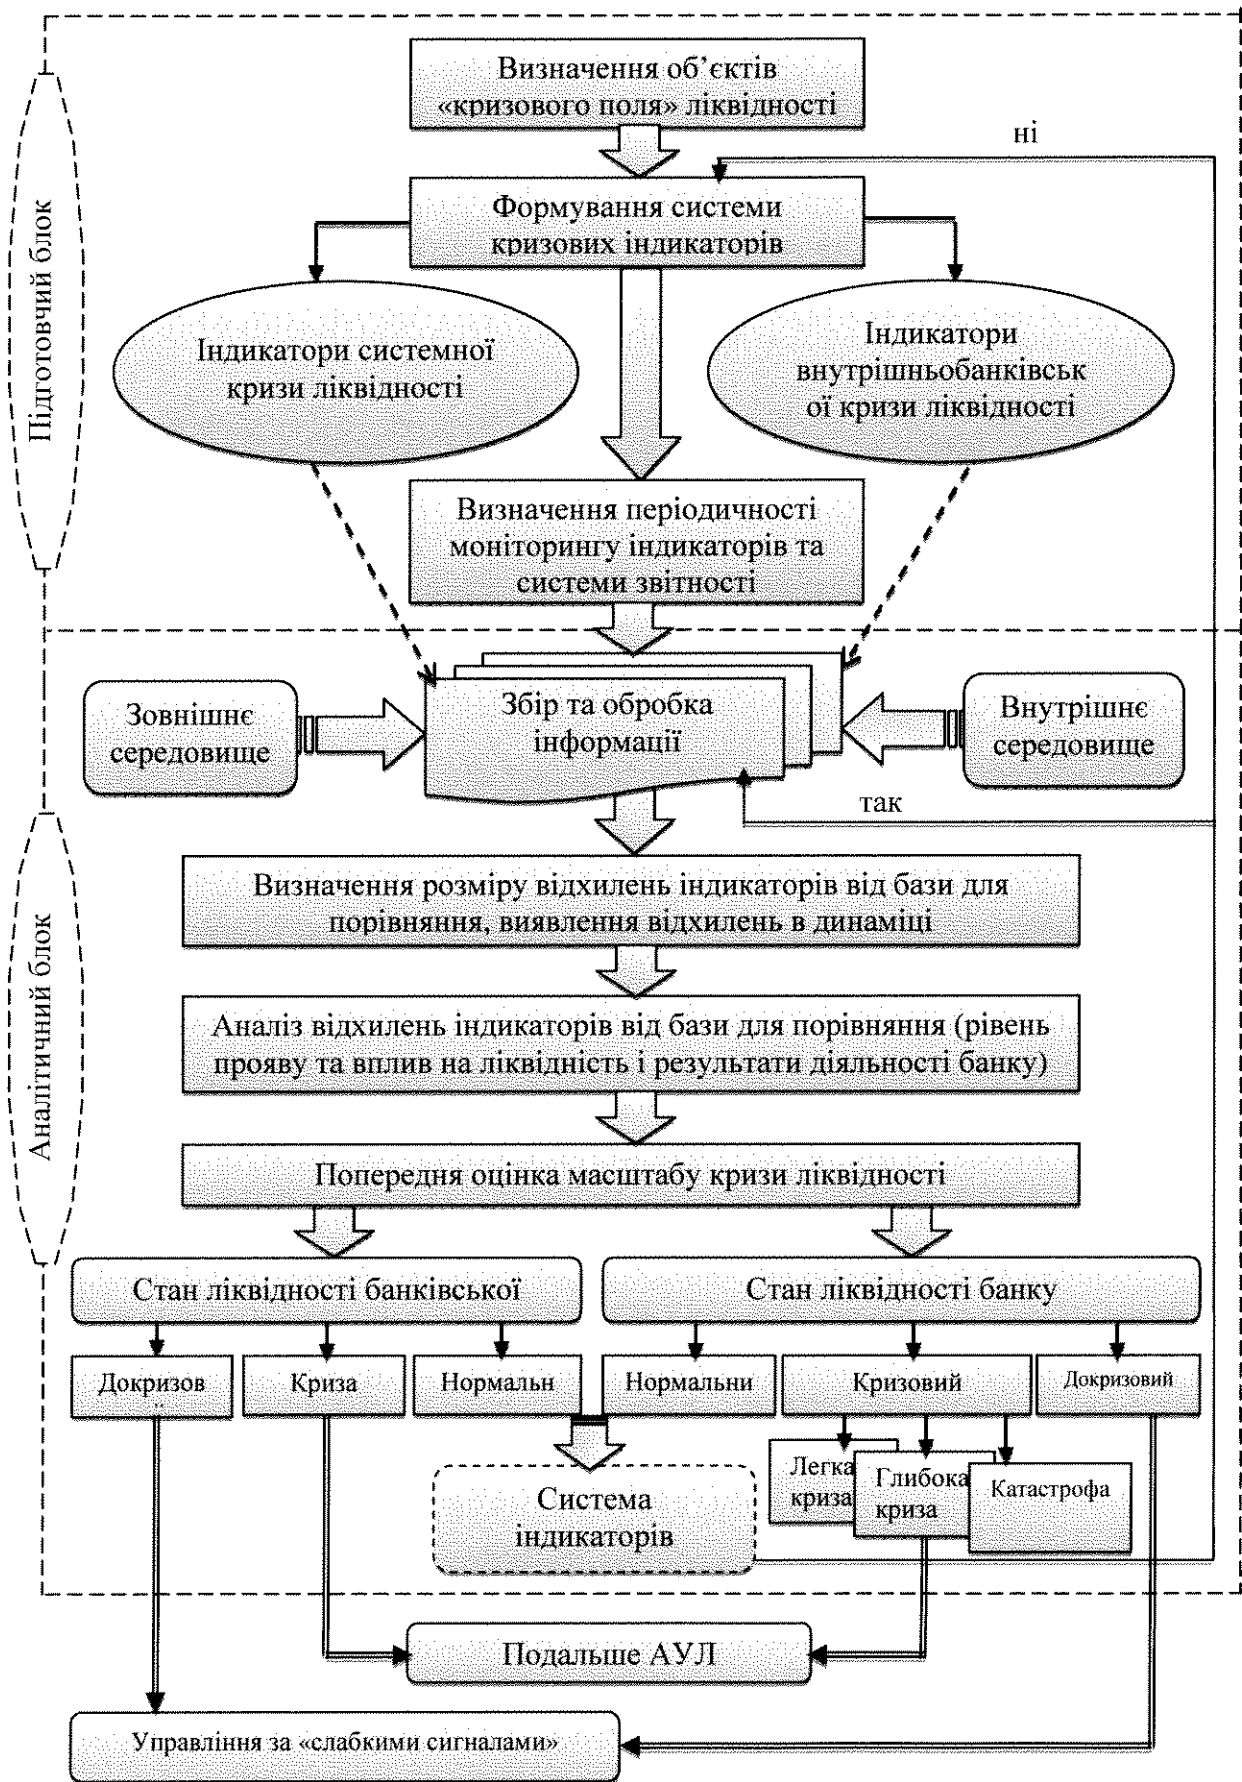 Визначення об’єктів
«кризового поля» ліквідності
ні
Формування системи
кризових індикаторів
Підготовчий блок
Індикатори системної
кризи ліквідності
Індикатори
внутрішньобанківськ
ої кризи ліквідності
Визначення періодичності
моніторингу індикаторів та
системи звітності
Зовнішнє
середовище
Збір та обробка
інформації
Внутрішнє
середовище
так
Аналітичний блок
Визначення розміру відхилень індикаторів від бази для
порівняння, виявлення відхилень в динаміці
Аналіз відхилень індикаторів від бази для порівняння (рівень
прояву та вплив на ліквідність і результати діяльності банку)
Попередня оцінка масштабу кризи ліквідності
Стан ліквідності банківської
Стан ліквідності банку
Докризов
Криза
Нормальн
Нормальни
Кризовий
Докризовий
Легка
криза
Глибока
криза
Катастрофа
Система
індикаторів
Подальше АУЛ
Управління за «слабкими сигналами»